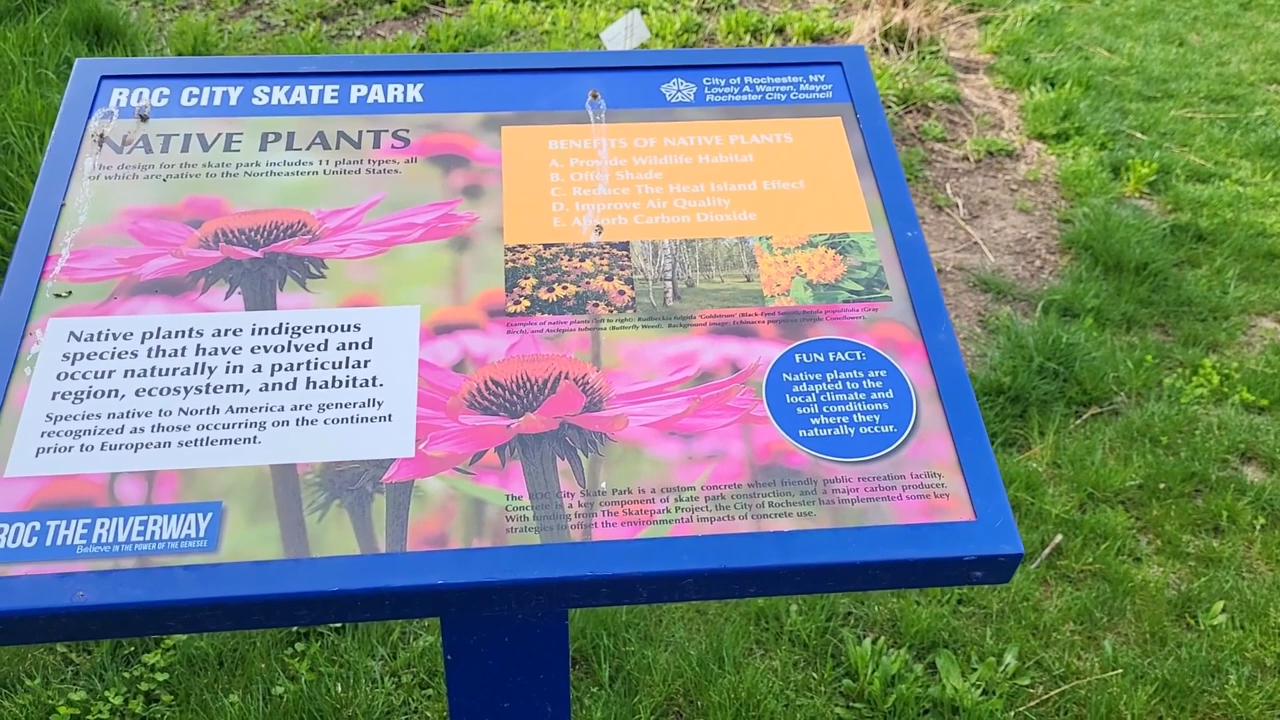 ROC CITY SKATE PARK
City of Rochester, NY
Lovely A. Warren, Mayor
Rochester City Council
NATIVE PLANTS
The design for the skate park includes 11 plant types, all
of which are native to the Northeastern United States.
BENEFITS OF NATIVE PLANTS
A. Provide Wildlife Habitat
B. Offer Shade
C. Reduce The Heat Island Effect
D. Improve Air Quality
E. Absorb Carbon Dioxide
Examples of native plants (left to right): Rudbeckia fulgida 'Goldstrum' (Black-Eyed Susan), Betula populifolia (Gray
Birch), and Asclepias tuberosa (Butterfly Weed). Background image: Echinacea purpurea (Purple Coneflower).
Native plants are indigenous
species that have evolved and
occur naturally in a particular
region, ecosystem, and habitat.
Species native to North America are generally
recognized as those occurring on the continent
prior to European settlement.
FUN FACT:
Native plants are
adapted to the
local climate and
soil conditions
where they
naturally occur.
The ROC City Skate Park is a custom concrete wheel friendly public recreation facility.
Concrete is a key component of skate park construction, and a major carbon producer.
With funding from The Skatepark Project, the City of Rochester has implemented some key
strategies to offset the environmental impacts of concrete use.
ROC THE RIVERWAY
Believe IN THE POWER OF THE GENESEE